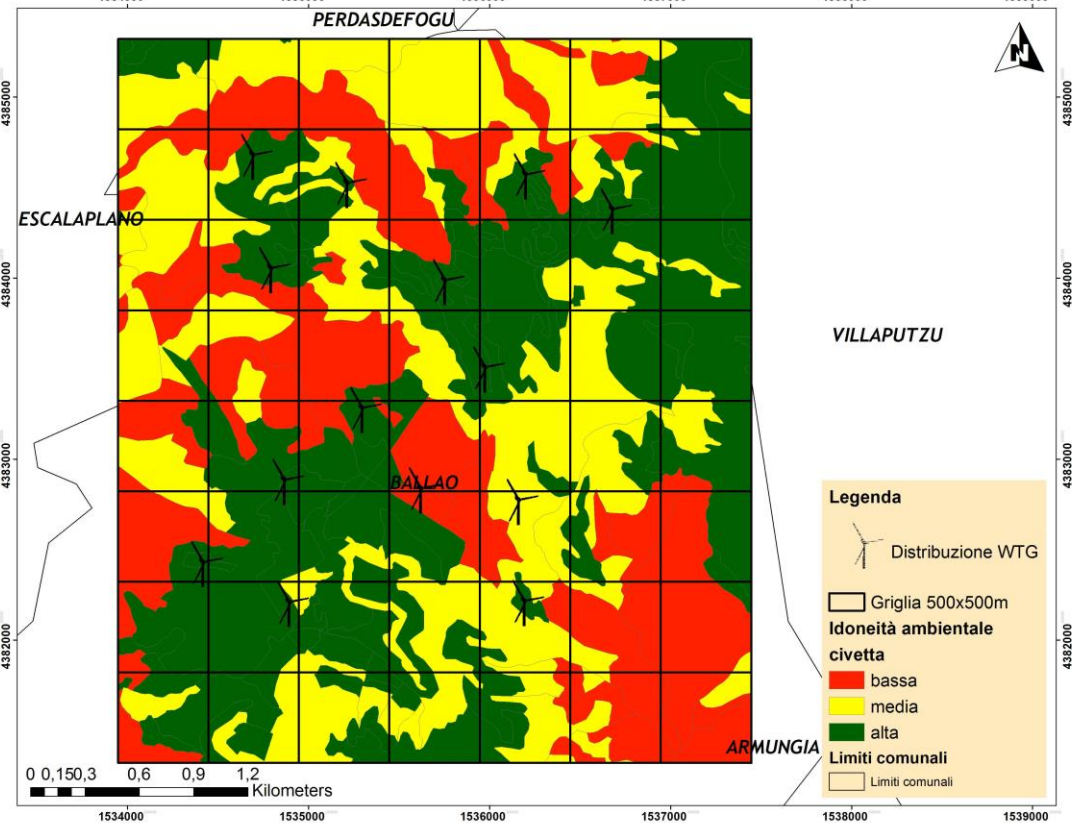 PERDASDEFOGU
N
4385000
4385000
ESCALAPLANO
4384000
4384000
VILLAPUTZU
4383000
4383000
BALLAO
Legenda
Distribuzione WTG
Griglia 500x500m
Idoneità ambientale
civetta
bassa
media
alta
Limiti comunali
Limiti comunali
4382000
4382000
ARMUNGIA
0 0,150,3 0,6 0,9 1,2
Kilometers
1534000 1535000 1536000 1537000 1538000 1539000